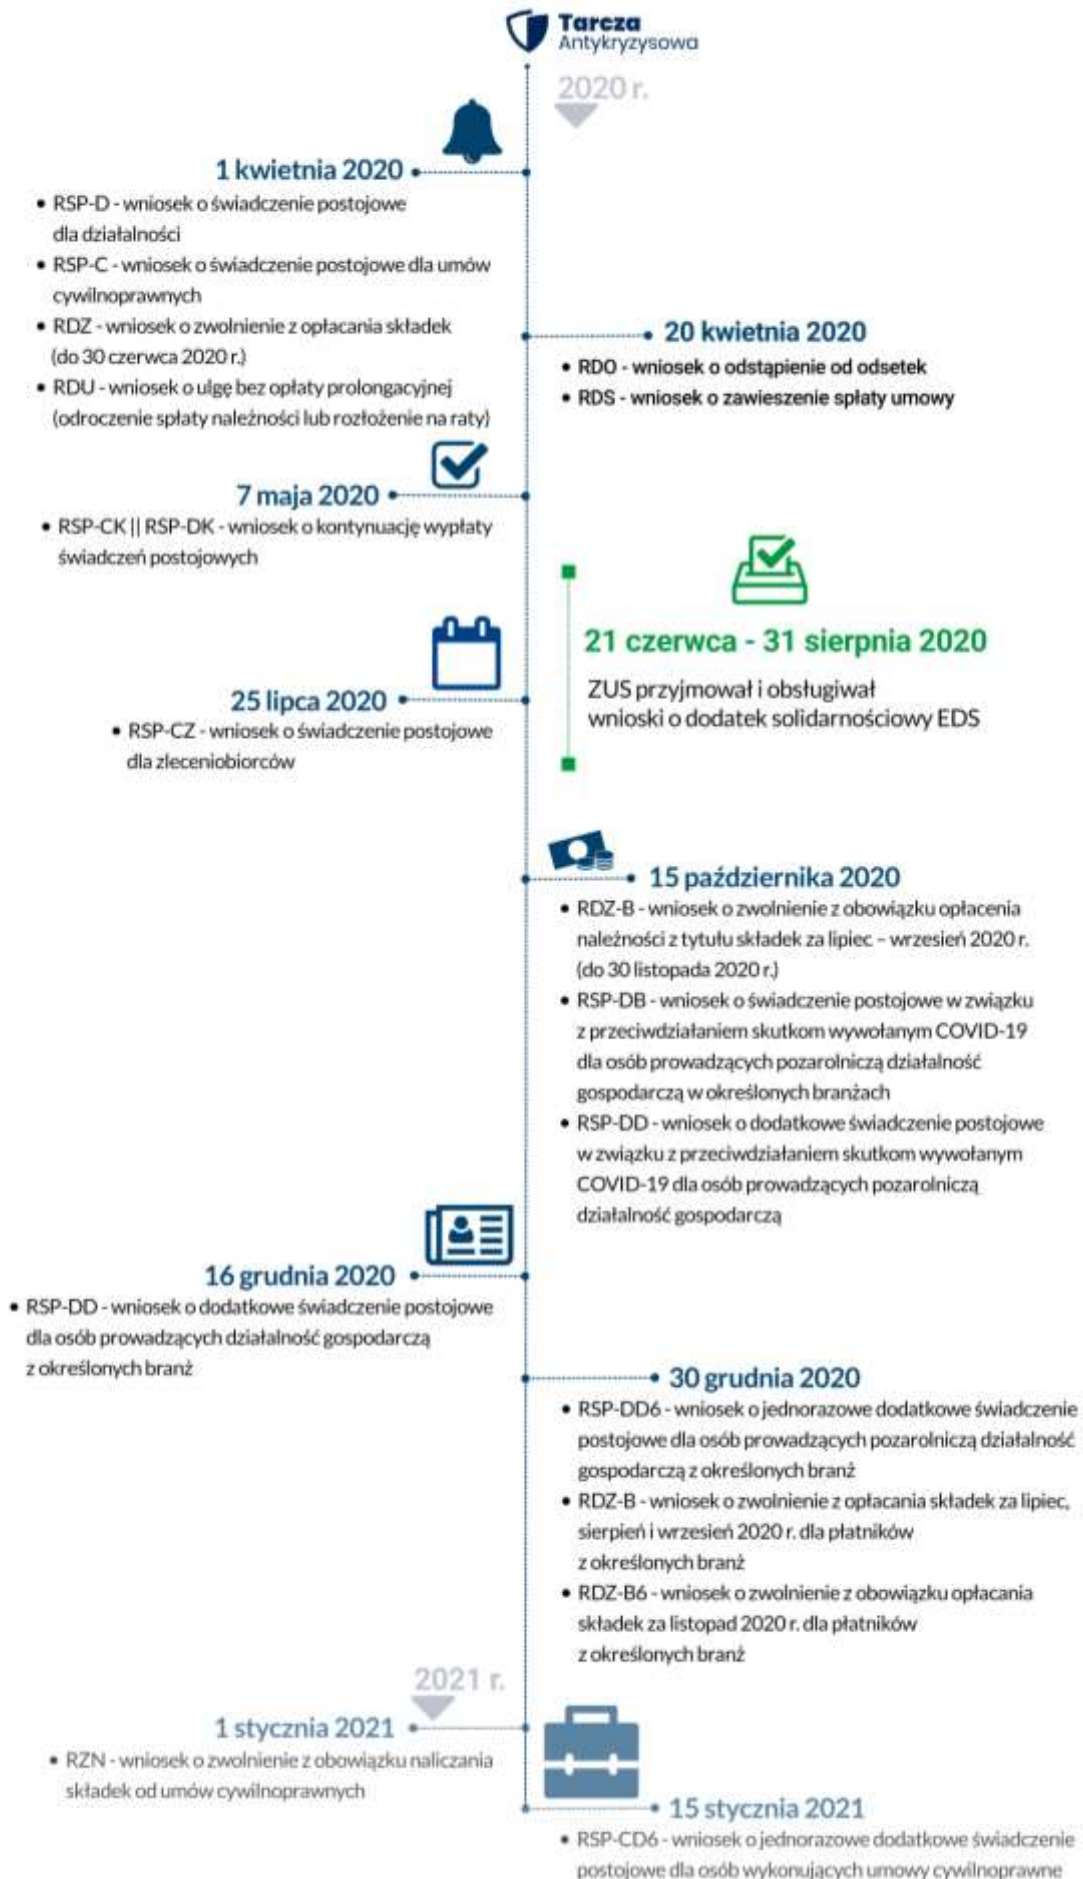 Tarcza
Antykryzysowa
2020 r.
1 kwietnia 2020
• RSP-D - wniosek o świadczenie postojowe
dla działalności
• RSP-C - wniosek o świadczenie postojowe dla umów
cywilnoprawnych
• RDZ - wniosek o zwolnienie z opłacania składek
(do 30 czerwca 2020 r.)
• RDU - wniosek o ulgę bez opłaty prolongacyjnej
(odroczenie spłaty należności lub rozłożenie na raty)
20 kwietnia 2020
• RDO - wniosek o odstąpienie od odsetek
• RDS - wniosek o zawieszenie spłaty umowy
7 maja 2020
• RSP-CK || RSP-DK - wniosek o kontynuację wypłaty
świadczeń postojowych
21 czerwca - 31 sierpnia 2020
ZUS przyjmował i obsługiwał
wnioski o dodatek solidarnościowy EDS
25 lipca 2020
• RSP-CZ - wniosek o świadczenie postojowe
dla zleceniobiorców
15 października 2020
• RDZ-B - wniosek o zwolnienie z obowiązku opłacenia
należności z tytułu składek za lipiec – wrzesień 2020 r.
(do 30 listopada 2020 r.)
• RSP-DB - wniosek o świadczenie postojowe w związku
z przeciwdziałaniem skutkom wywołanym COVID-19
dla osób prowadzących pozarolniczą działalność
gospodarczą w określonych branżach
• RSP-DD - wniosek o dodatkowe świadczenie postojowe
w związku z przeciwdziałaniem skutkom wywołanym
COVID-19 dla osób prowadzących pozarolniczą
działalność gospodarczą
16 grudnia 2020
• RSP-DD - wniosek o dodatkowe świadczenie postojowe
dla osób prowadzących działalność gospodarczą
z określonych branż
30 grudnia 2020
• RSP-DD6 - wniosek o jednorazowe dodatkowe świadczenie
postojowe dla osób prowadzących pozarolniczą działalność
gospodarczą z określonych branż
• RDZ-B - wniosek o zwolnienie z opłacania składek za lipiec,
sierpień i wrzesień 2020 r. dla płatników
z określonych branż
• RDZ-B6 - wniosek o zwolnienie z obowiązku opłacania
składek za listopad 2020 r. dla płatników
z określonych branż
2021 r.
1 stycznia 2021
• RZN - wniosek o zwolnienie z obowiązku naliczania
składek od umów cywilnoprawnych
15 stycznia 2021
• RSP-CD6 - wniosek o jednorazowe dodatkowe świadczenie
postojowe dla osób wykonujących umowy cywilnoprawne